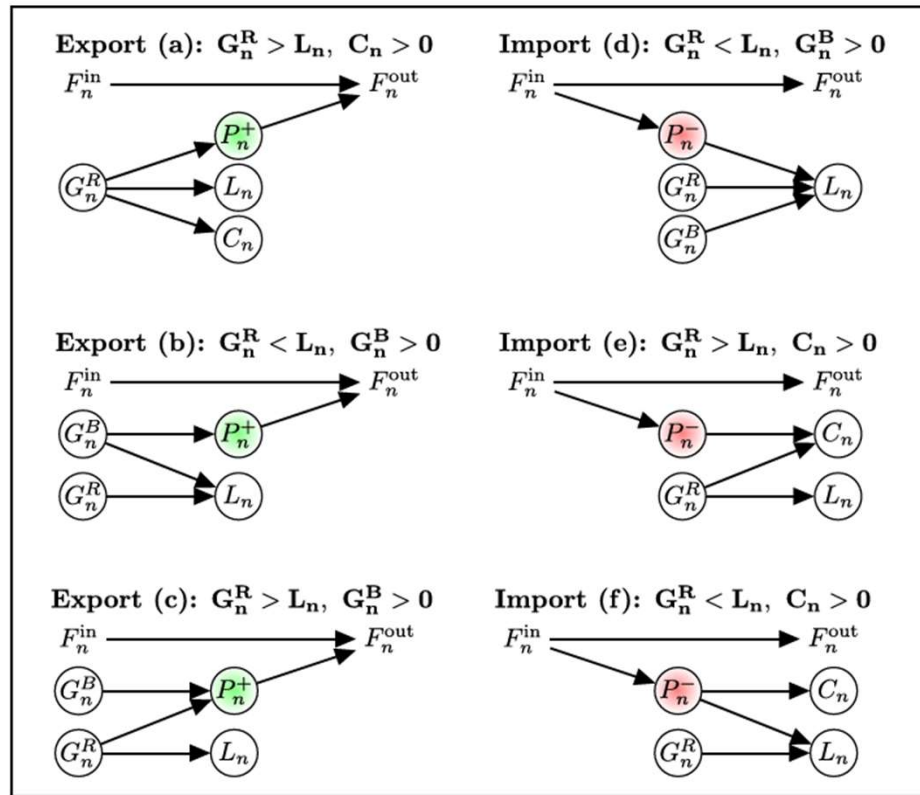 Export (a): G_n^R > L_n, C_n > 0
F_n^in F_n^out
P_n^+
G_n^R L_n
C_n
Import (d): G_n^R < L_n, G_n^B > 0
F_n^in F_n^out
P_n^-
G_n^R L_n
G_n^B
Export (b): G_n^R < L_n, G_n^B > 0
F_n^in F_n^out
G_n^B P_n^+
G_n^R L_n
Import (e): G_n^R > L_n, C_n > 0
F_n^in F_n^out
P_n^- C_n
G_n^R L_n
Export (c): G_n^R > L_n, G_n^B > 0
F_n^in F_n^out
G_n^B P_n^+
G_n^R L_n
Import (f): G_n^R < L_n, C_n > 0
F_n^in F_n^out
P_n^- C_n
G_n^R L_n